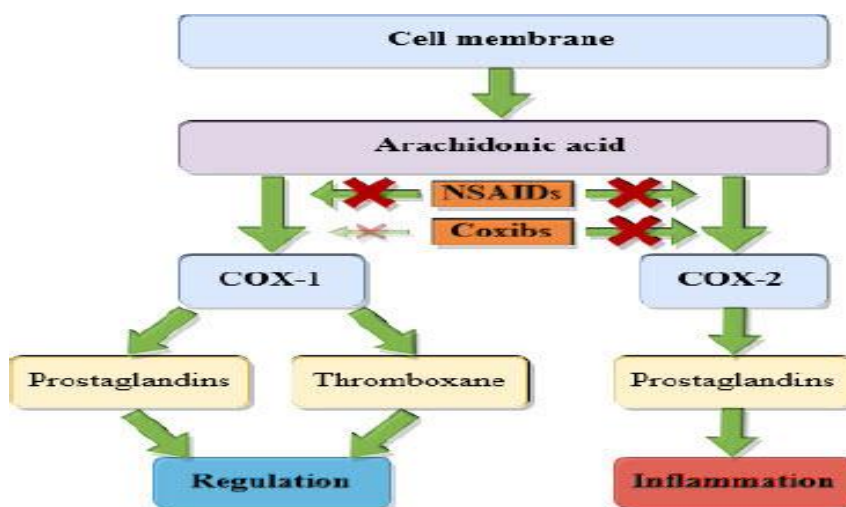 Cell membrane
Arachidonic acid
NSAIDs
Coxibs
COX-1
COX-2
Prostaglandins
Thromboxane
Prostaglandins
Regulation
Inflammation